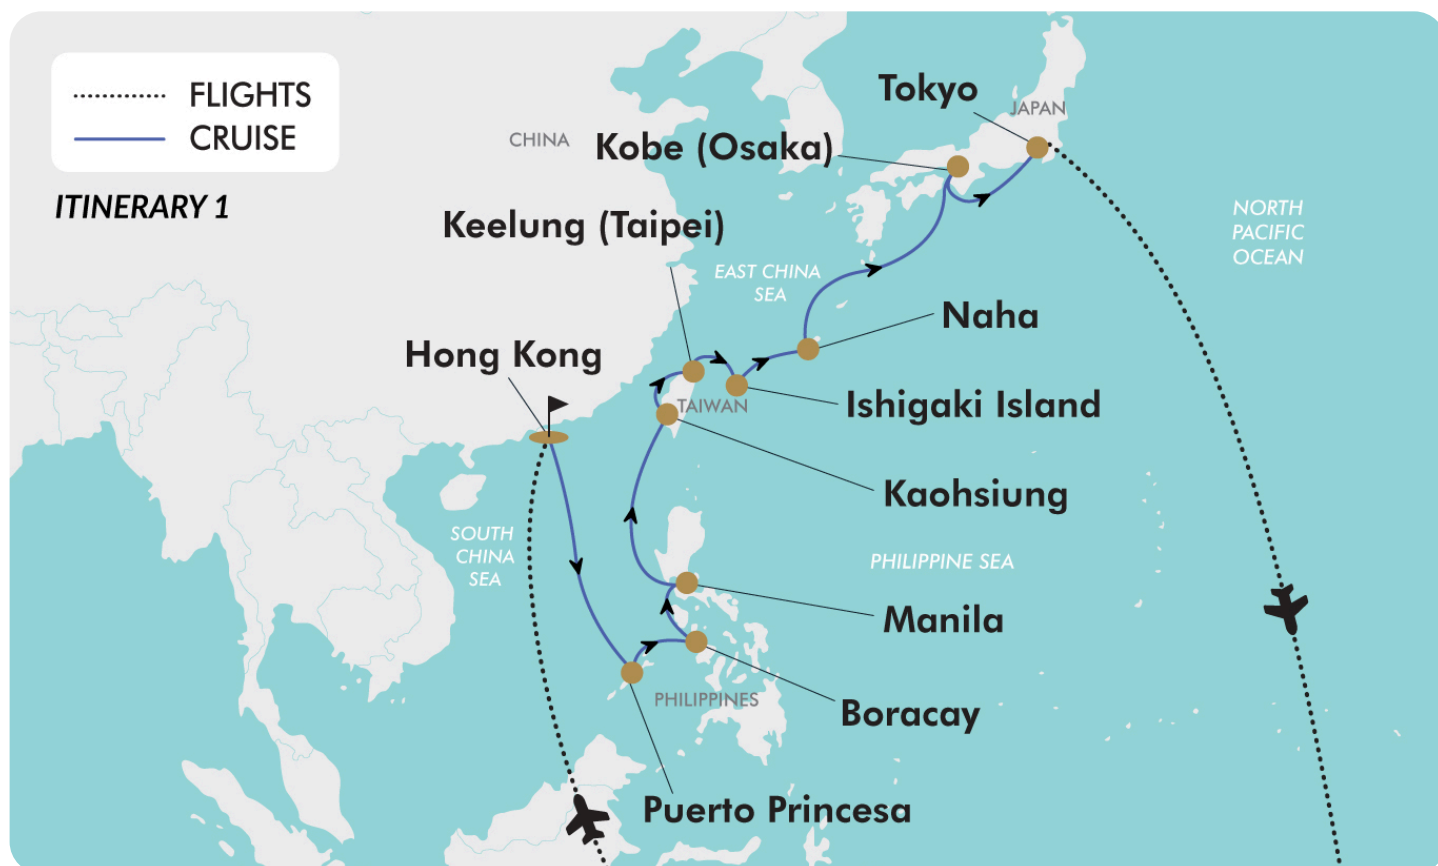 FLIGHTS
CRUISE
ITINERARY 1
Tokyo
JAPAN
CHINA
Kobe (Osaka)
Keelung (Taipei)
NORTH
PACIFIC
OCEAN
EAST CHINA
SEA
Naha
Hong Kong
TAIWAN
Ishigaki Island
Kaohsiung
SOUTH
CHINA
SEA
PHILIPPINE SEA
Manila
PHILIPPINES
Boracay
Puerto Princesa